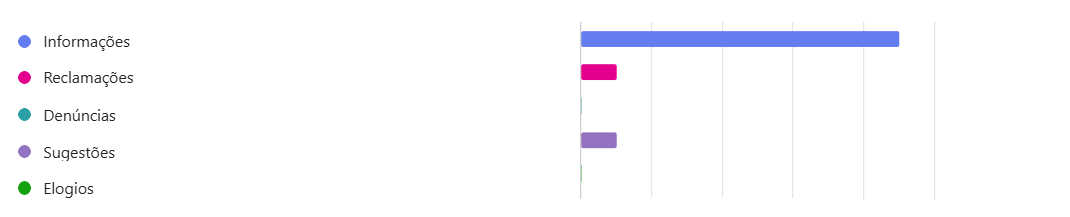 Informações
Reclamações
Denúncias
Sugestões
Elogios